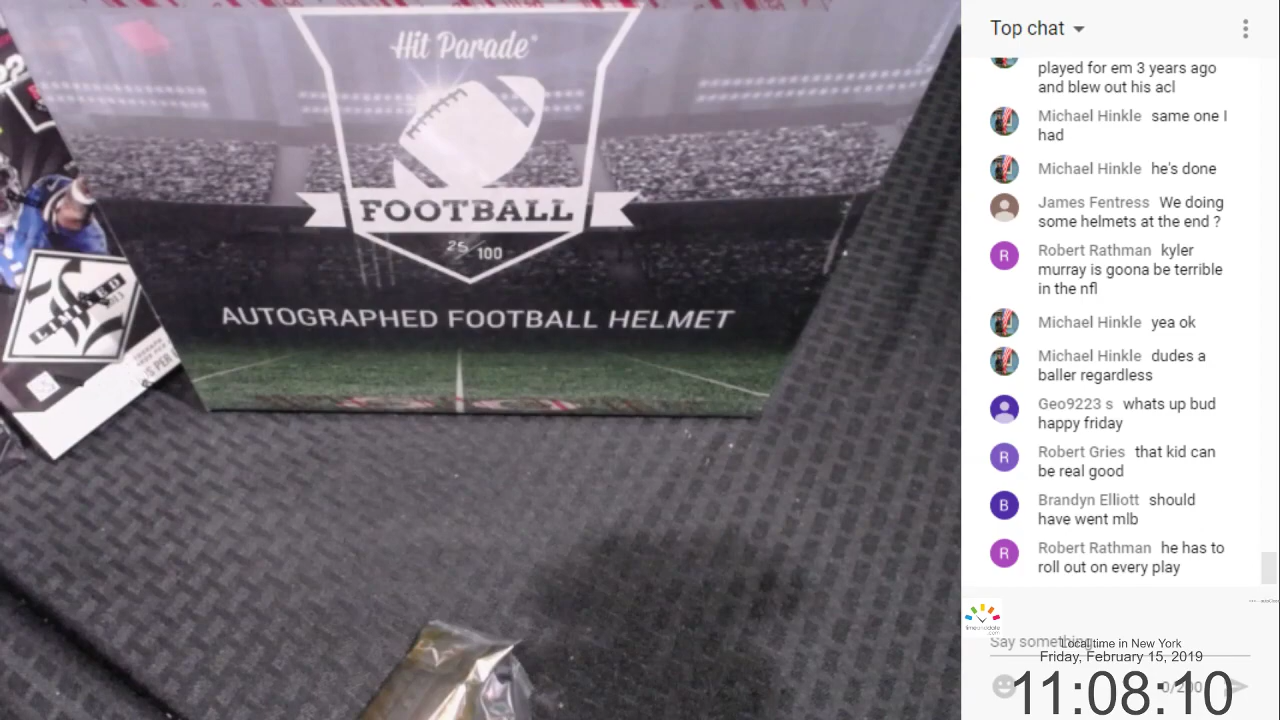 Hit Parade
FOOTBALL
25/100
AUTOGRAPHED FOOTBALL HELMET
LIMITED
Top chat
played for em 3 years ago
and blew out his acl
Michael Hinkle same one I
had
Michael Hinkle he's done
James Fentress We doing
some helmets at the end ?
Robert Rathman kyler
murray is goona be terrible
in the nfl
Michael Hinkle yea ok
Michael Hinkle dudes a
baller regardless
Geo9223 s whats up bud
happy friday
R Robert Gries that kid can
be real good
B Brandyn Elliott should
have went mlb
R Robert Rathman he has to
roll out on every play
Say something...
Local time in New York
Friday, February 15, 2019
0/200
11:08:10